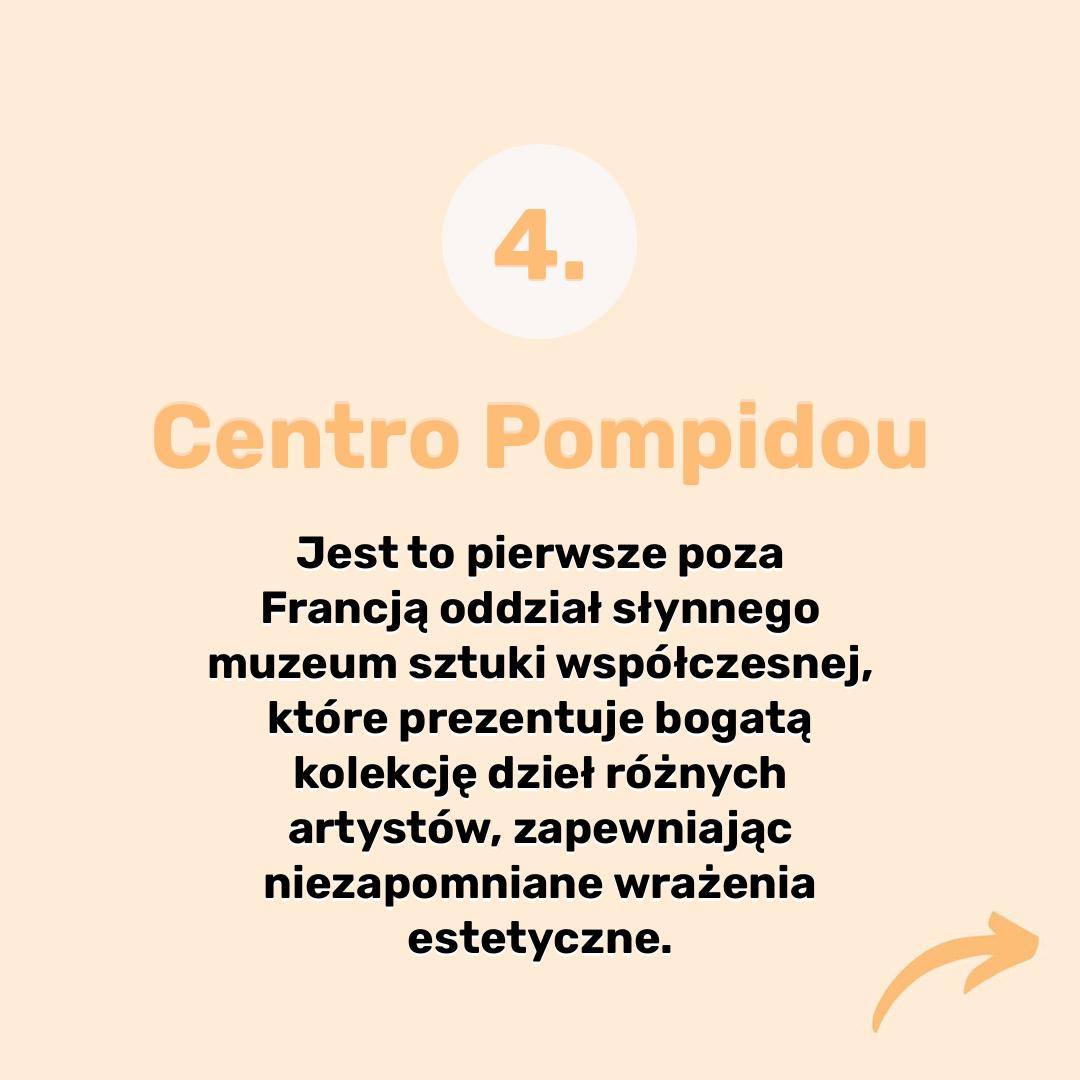 4.
Centro Pompidou
Jest to pierwsze poza
Francją oddział słynnego
muzeum sztuki współczesnej,
które prezentuje bogatą
kolekcję dzieł różnych
artystów, zapewniając
niezapomniane wrażenia
estetyczne.